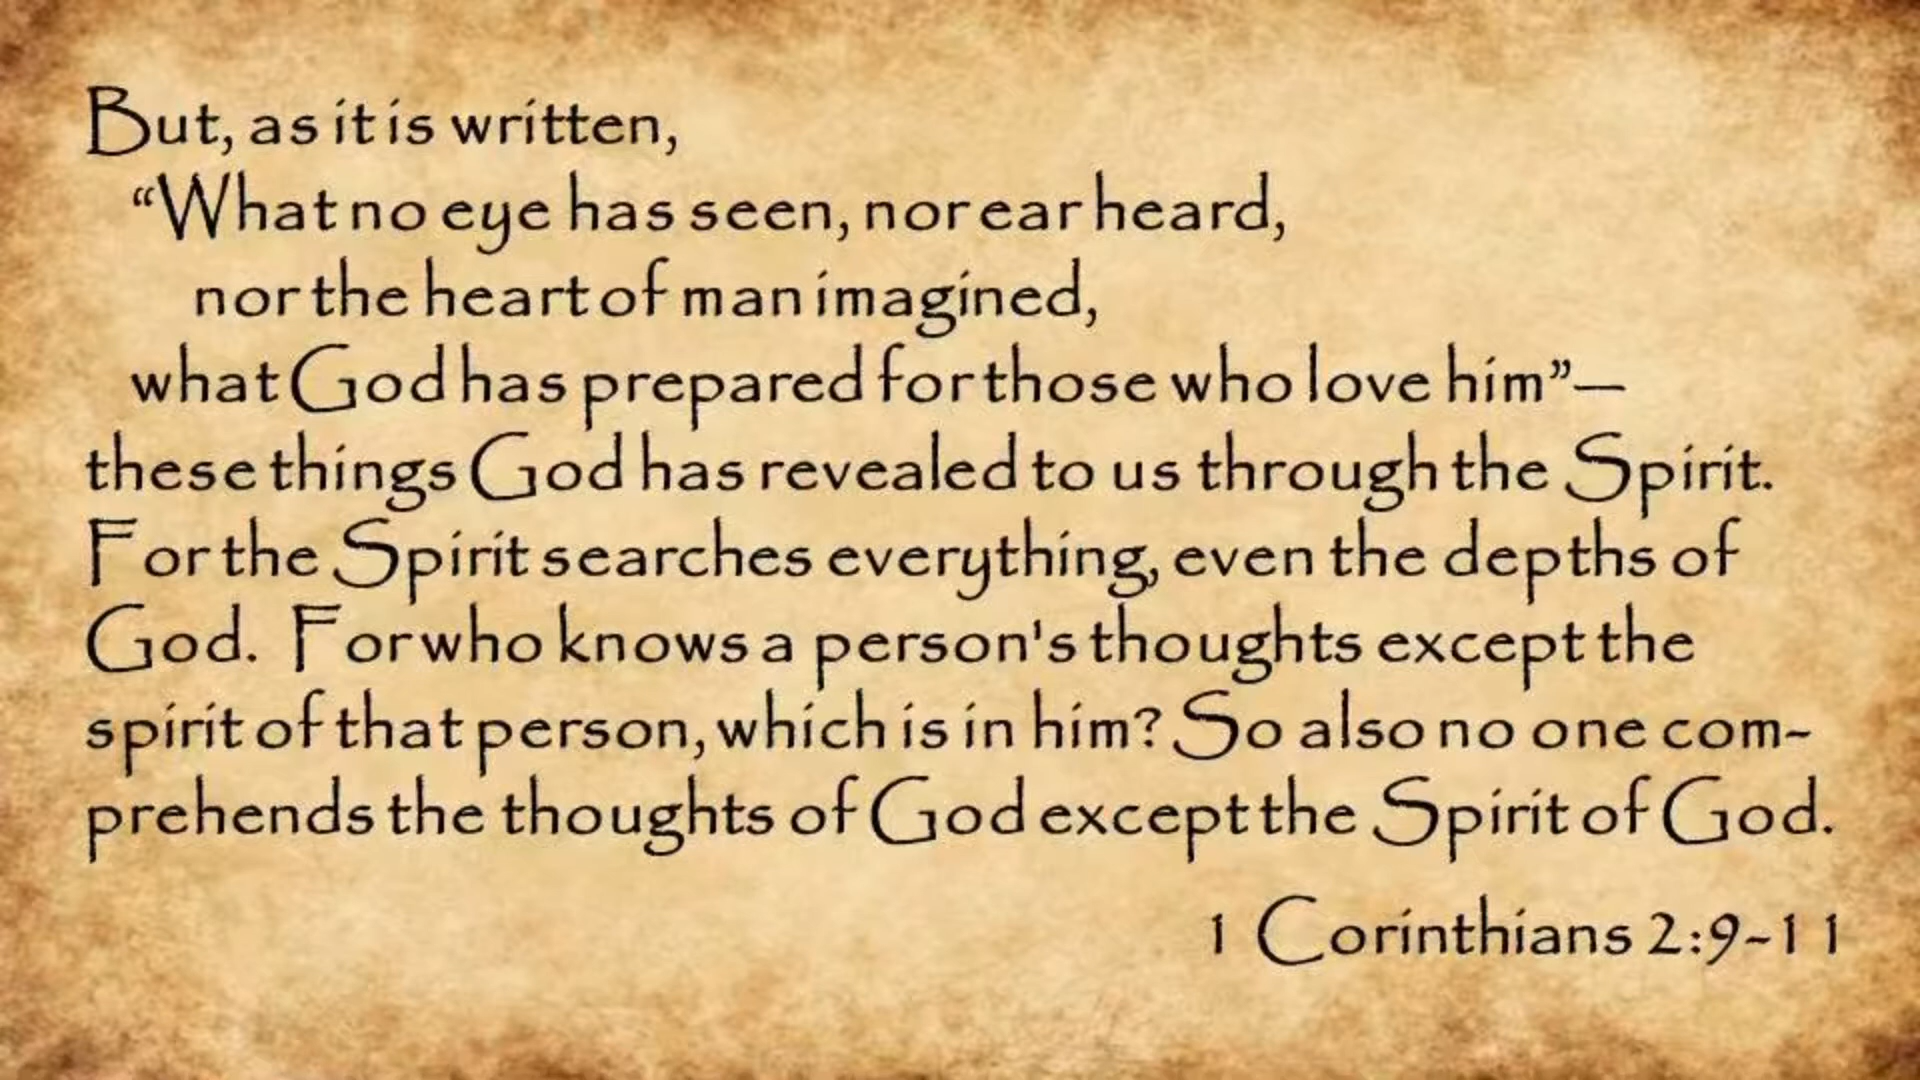 But, as it is written,
“What no eye has seen, nor ear heard,
nor the heart of man imagined,
what God has prepared for those who love him”—
these things God has revealed to us through the Spirit.
For the Spirit searches everything, even the depths of
God. For who knows a person's thoughts except the
spirit of that person, which is in him? So also no one com-
prehends the thoughts of God except the Spirit of God.
1 Corinthians 2:9-11